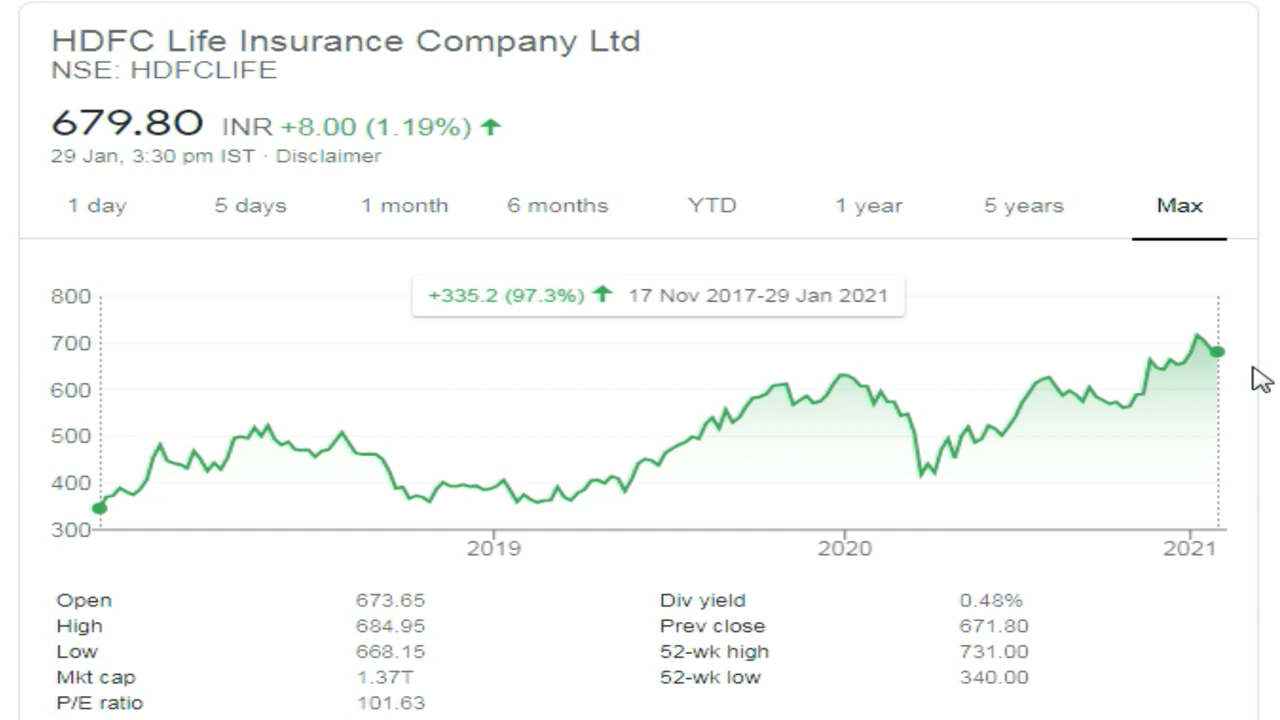 HDFC Life Insurance Company Ltd
NSE: HDFCLIFE
679.80 INR +8.00 (1.19%) ↑
29 Jan, 3:30 pm IST · Disclaimer
1 day 5 days 1 month 6 months YTD 1 year 5 years Max
+335.2 (97.3%) ↑ 17 Nov 2017-29 Jan 2021
800
700
600
500
400
300
2019 2020 2021
Open 673.65 Div yield 0.48%
High 684.95 Prev close 671.80
Low 668.15 52-wk high 731.00
Mkt cap 1.37T 52-wk low 340.00
P/E ratio 101.63